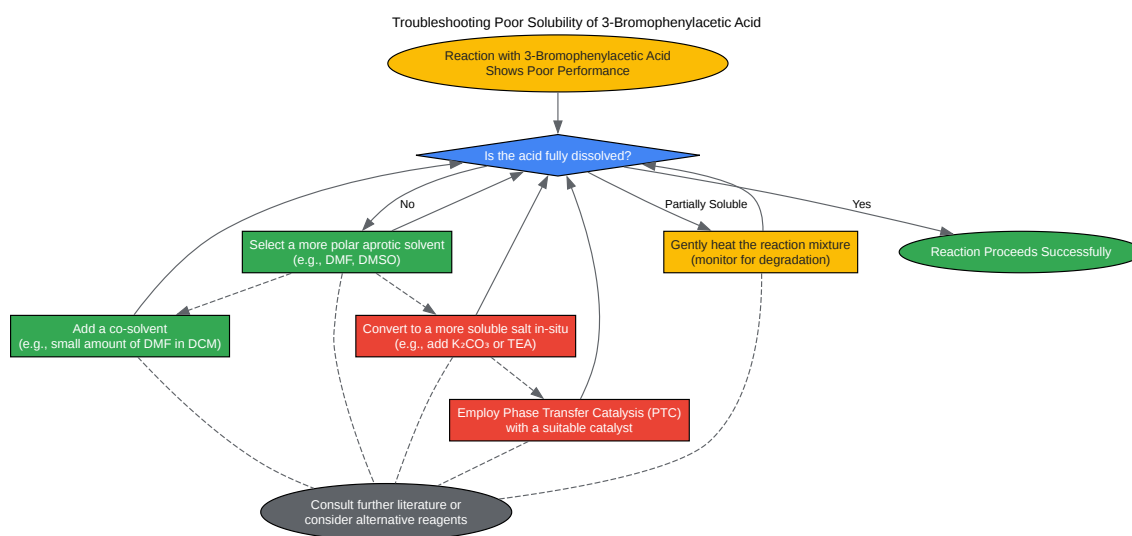 Troubleshooting Poor Solubility of 3-Bromophenylacetic Acid
Reaction with 3-Bromophenylacetic Acid
Shows Poor Performance
Is the acid fully dissolved?
No
Partially Soluble
Yes
Select a more polar aprotic solvent
(e.g., DMF, DMSO)
Gently heat the reaction mixture
(monitor for degradation)
Reaction Proceeds Successfully
Add a co-solvent
(e.g., small amount of DMF in DCM)
Convert to a more soluble salt in-situ
(e.g., add K₂CO₃ or TEA)
Employ Phase Transfer Catalysis (PTC)
with a suitable catalyst
Consult further literature or
consider alternative reagents